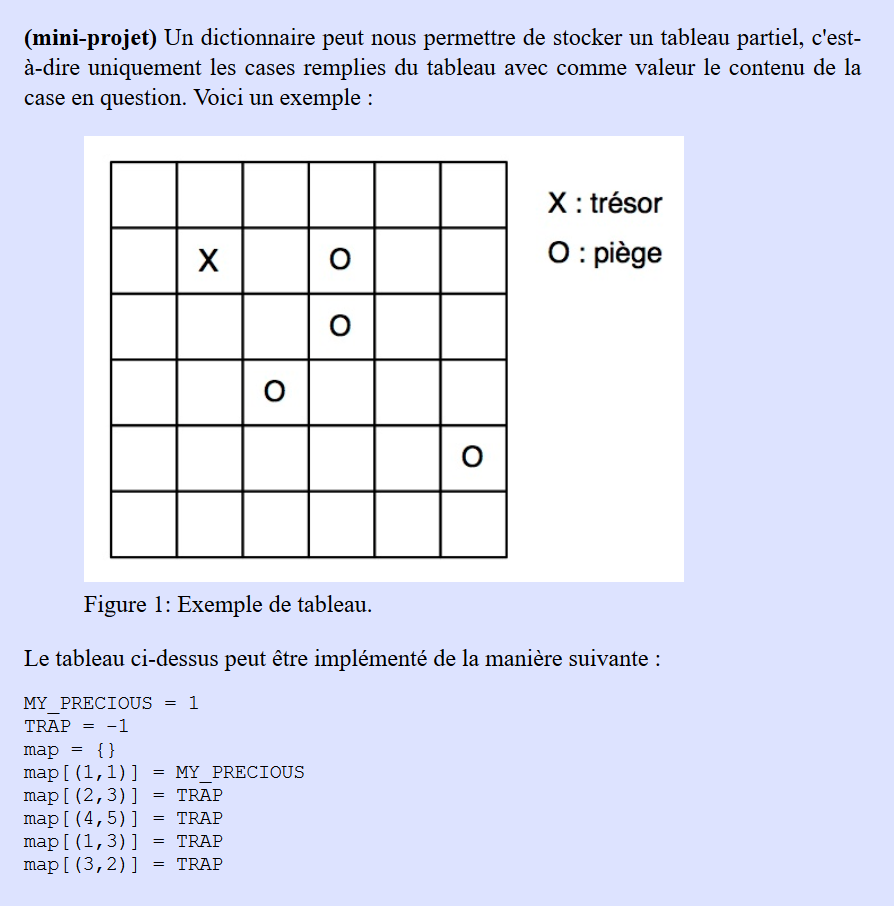 (mini-projet) Un dictionnaire peut nous permettre de stocker un tableau partiel, c'est-
à-dire uniquement les cases remplies du tableau avec comme valeur le contenu de la
case en question. Voici un exemple :
X : trésor
O : piège
X O
O
O
O
Figure 1: Exemple de tableau.
Le tableau ci-dessus peut être implémenté de la manière suivante :
MY_PRECIOUS = 1
TRAP = -1
map = {}
map[(1,1)] = MY_PRECIOUS
map[(2,3)] = TRAP
map[(4,5)] = TRAP
map[(1,3)] = TRAP
map[(3,2)] = TRAP